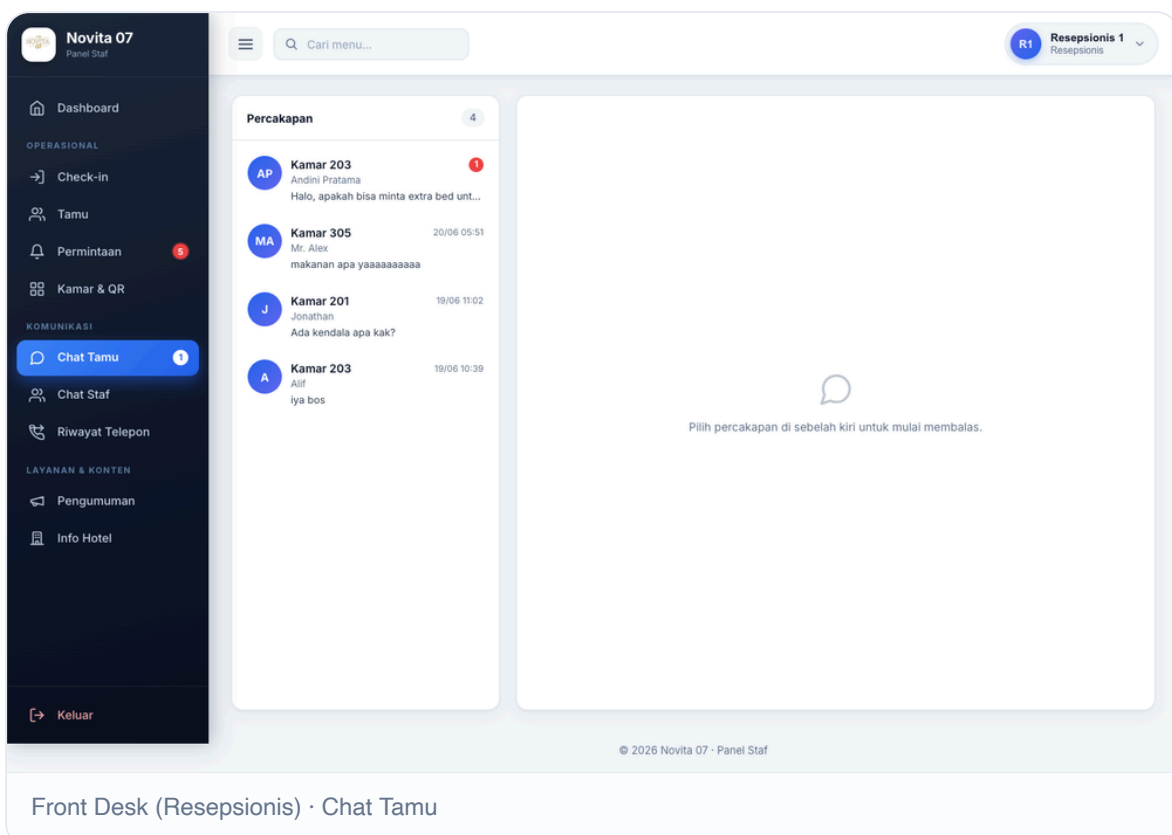 Novita 07
Panel Staf
Dashboard
OPERASIONAL
Check-in
Tamu
Permintaan 5
Kamar & QR
KOMUNIKASI
Chat Tamu 1
Chat Staf
Riwayat Telepon
LAYANAN & KONTEN
Pengumuman
Info Hotel
Keluar
Cari menu...
R1
Resepsionis 1
Resepsionis
Percakapan 4
AP
Kamar 203 1
Andini Pratama
Halo, apakah bisa minta extra bed unt...
MA
Kamar 305 20/06 05:51
Mr. Alex
makanan apa yaaaaaaaaaa
J
Kamar 201 19/06 11:02
Jonathan
Ada kendala apa kak?
A
Kamar 203 19/06 10:39
Alif
iya bos
Pilih percakapan di sebelah kiri untuk mulai membalas.
© 2026 Novita 07 · Panel Staf
Front Desk (Resepsionis) · Chat Tamu